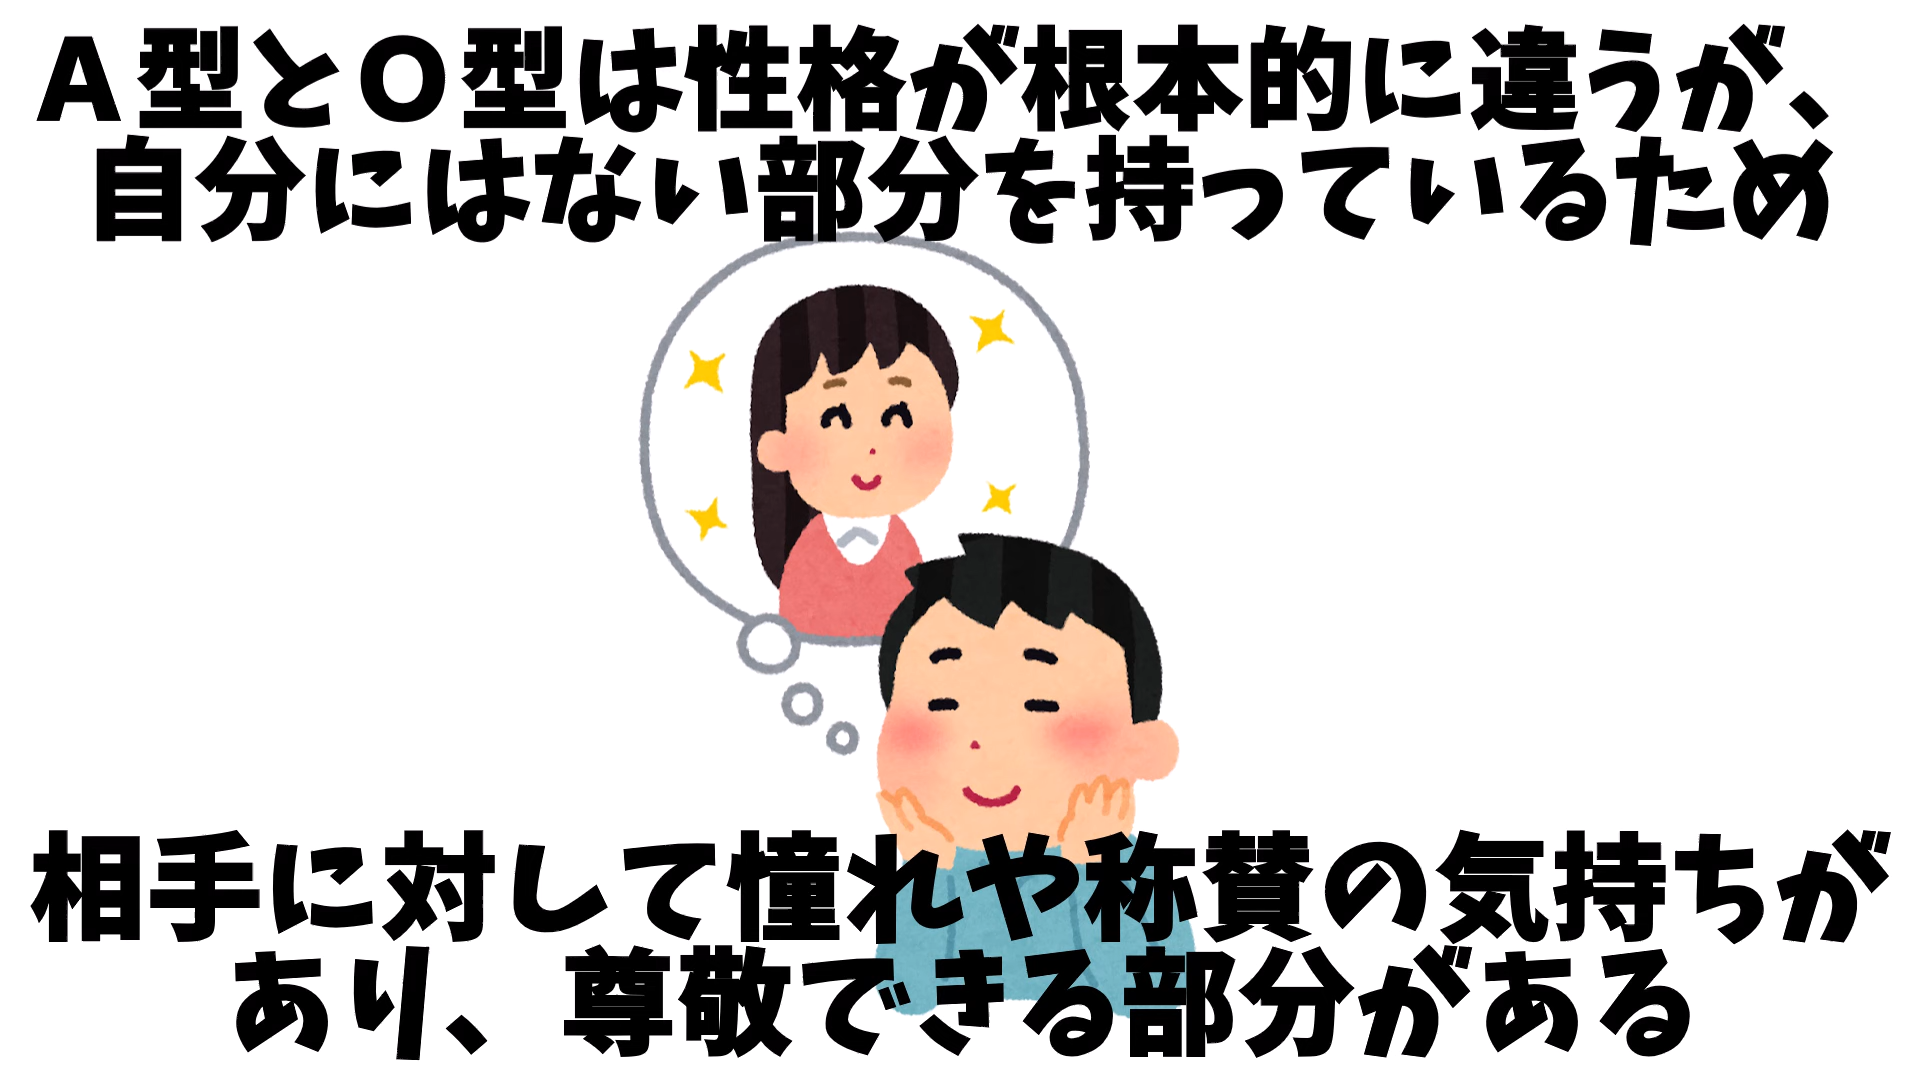 Ａ型とＯ型は性格が根本的に違うが、
自分にはない部分を持っているため
相手に対して憧れや称賛の気持ちが
あり、尊敬できる部分がある